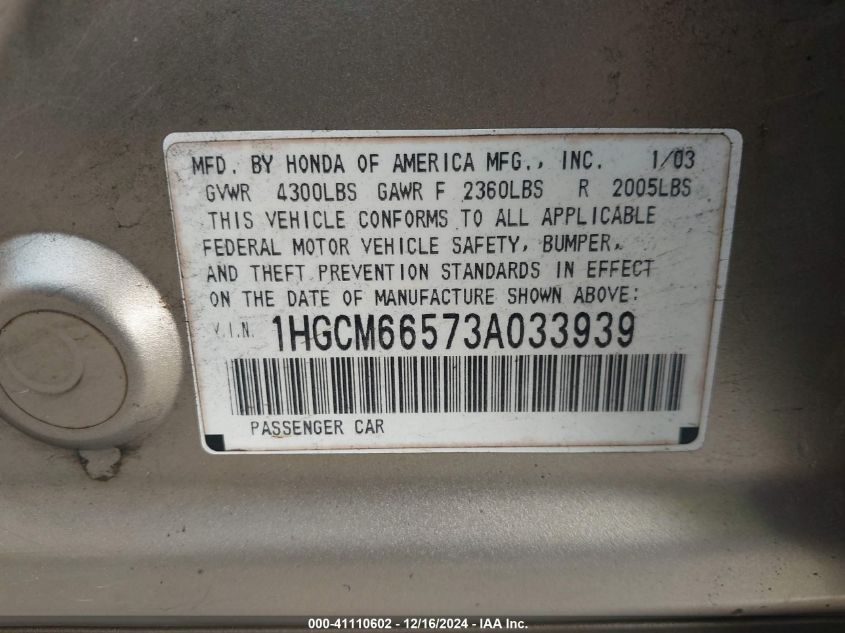 MFD. BY HONDA OF AMERICA MFG., INC. 1/03
GVWR 4300LBS GAWR F 2360LBS R 2005LBS
THIS VEHICLE CONFORMS TO ALL APPLICABLE
FEDERAL MOTOR VEHICLE SAFETY, BUMPER,
AND THEFT PREVENTION STANDARDS IN EFFECT
ON THE DATE OF MANUFACTURE SHOWN ABOVE:
V.I.N. 1HGCM66573A033939
PASSENGER CAR
000-41110602 - 12/16/2024 - IAA Inc.